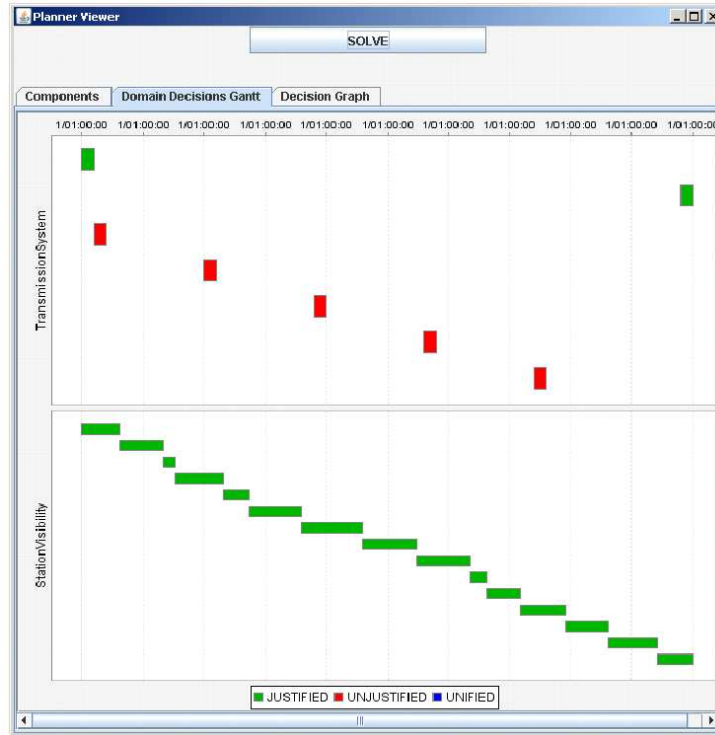 Planner Viewer
SOLVE
Components Domain Decisions Gantt Decision Graph
1/01:00:00 1/01:00:00 1/01:00:00 1/01:00:00 1/01:00:00 1/01:00:00 1/01:00:00 1/01:00:00 1/01:00:00 1/01:00:00 1/01:00:00
TransmissionSystem
StationVisibility
JUSTIFIED UNJUSTIFIED UNIFIED